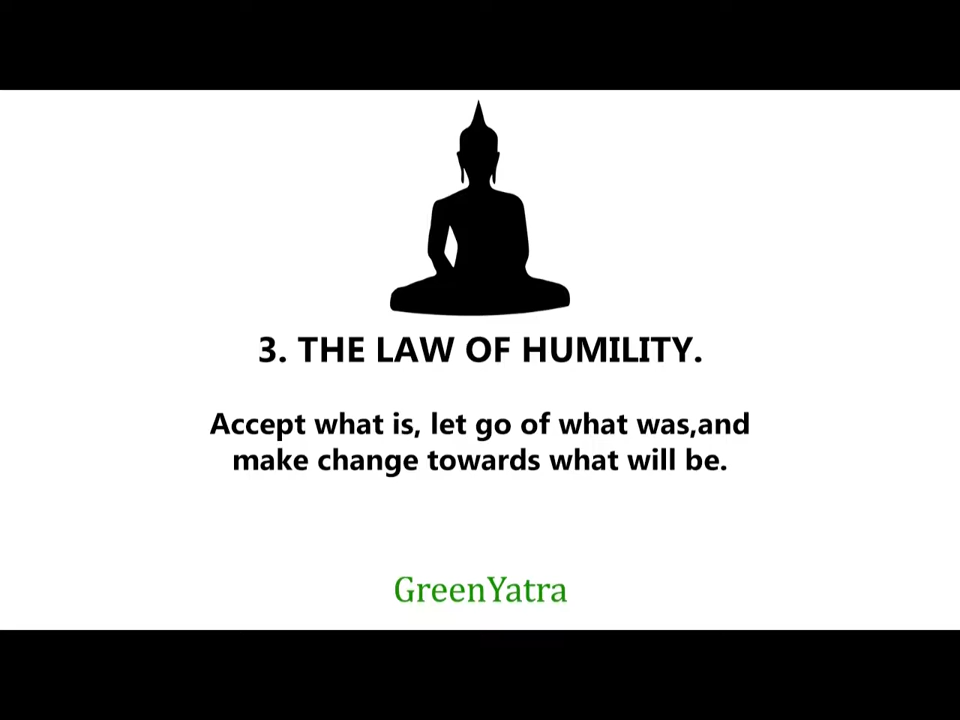 3. THE LAW OF HUMILITY.
Accept what is, let go of what was,and
make change towards what will be.
GreenYatra